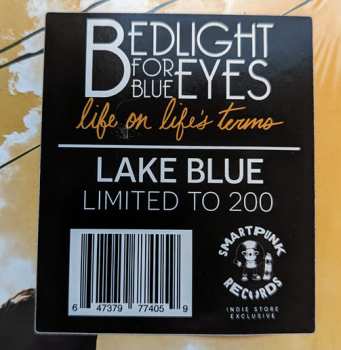 BEDLIGHT
FOR
BLUE EYES
life on life's terms
LAKE BLUE
LIMITED TO 200
6 47379 77405 9
SMARTPUNK
RECORDS
INDIE STORE
EXCLUSIVE